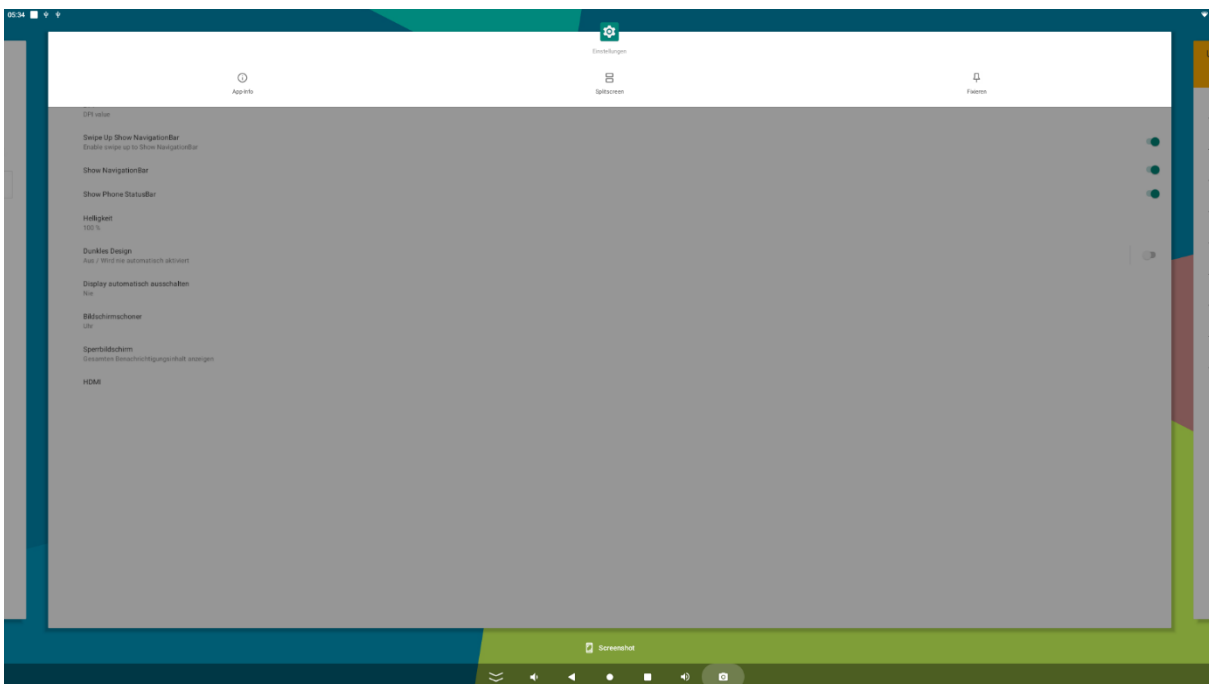 05:34
Einstellungen
App-Info
Splitscreen
Fixieren
DPI value
Swipe Up Show NavigationBar
Enable swipe up to Show NavigationBar
Show NavigationBar
Show Phone StatusBar
Helligkeit
100 %
Dunkles Design
Aus / Wird nie automatisch aktiviert
Display automatisch ausschalten
Nie
Bildschirmschoner
Uhr
Sperrbildschirm
Gesamten Benachrichtigungsinhalt anzeigen
HDMI
Screenshot